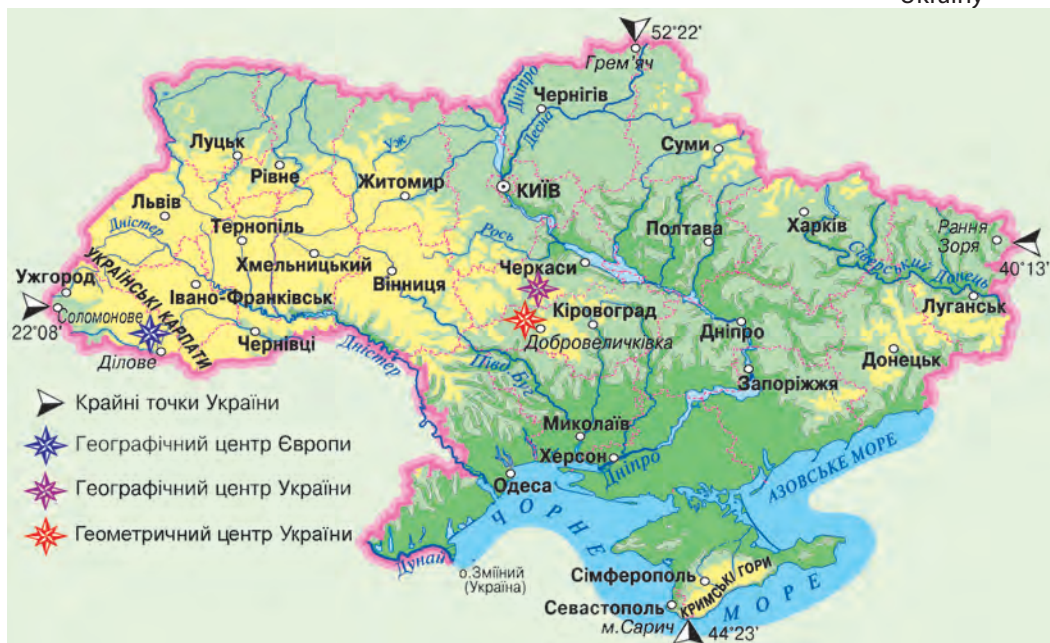 Ukraïny
52°22'
Грем'яч
Дніпро
Чернігів
Десна
Луцьк
Рівне
Уж
Житомир
КИЇВ
Суми
Львів
Дністер
Тернопіль
Хмельницький
Вінниця
Рось
Черкаси
Полтава
Харків
Рання
Зоря
40°13'
Сіверський Донець
Луганськ
Ужгород
УКРАЇНСЬКІ КАРПАТИ
Івано-Франківськ
Соломонове
22°08'
Чернівці
Ділове
Дністер
Півд. Буг
Кіровоград
Добровеличківка
Дніпро
Донецьк
Запоріжжя
Миколаїв
Херсон
Дніпро
Одеса
АЗОВСЬКЕ МОРЕ
ЧОРНЕ МОРЕ
Дунай
о.Зміїний
(Україна)
Сімферополь
КРИМСЬКІ ГОРИ
Севастополь
м.Сарич
44°23'
Крайні точки України
Географічний центр Європи
Географічний центр України
Геометричний центр України